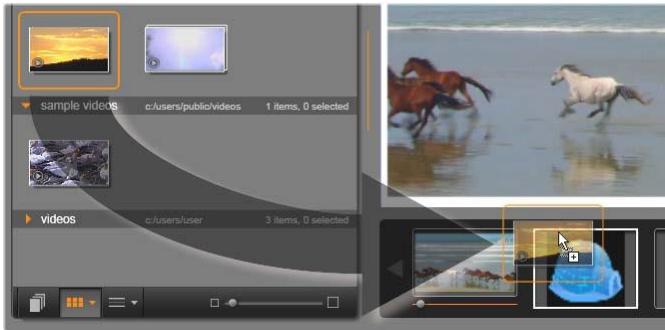 sample videos c:/users/public/videos 1 items, 0 selected
videos c:/users/user 3 items, 0 selected